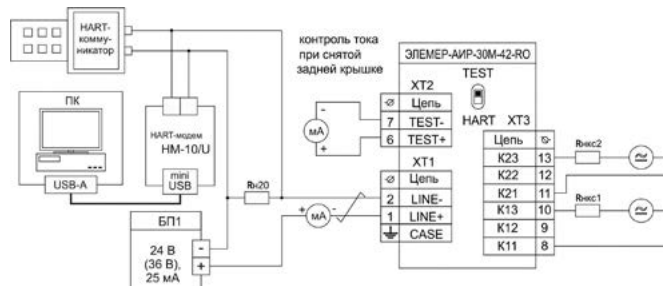 HART-
комму-
никатор
ПК
HART-модем
HM-10/U
mini
USB
USB-A
БП1
24 В
(36 В),
25 мА
-
+
Rн20
+ мА -
контроль тока
при снятой
задней крышке
-
мА
+
ЭЛЕМЕР-АИР-30М-42-RO
TEST
HART
XT2
Ø Цепь
7 TEST-
6 TEST+
XT1
Ø Цепь
2 LINE-
1 LINE+
CASE
XT3
Цепь Ø
K23 13
K22 12
K21 11
K13 10
K12 9
K11 8
Rнкс2
Rнкс1